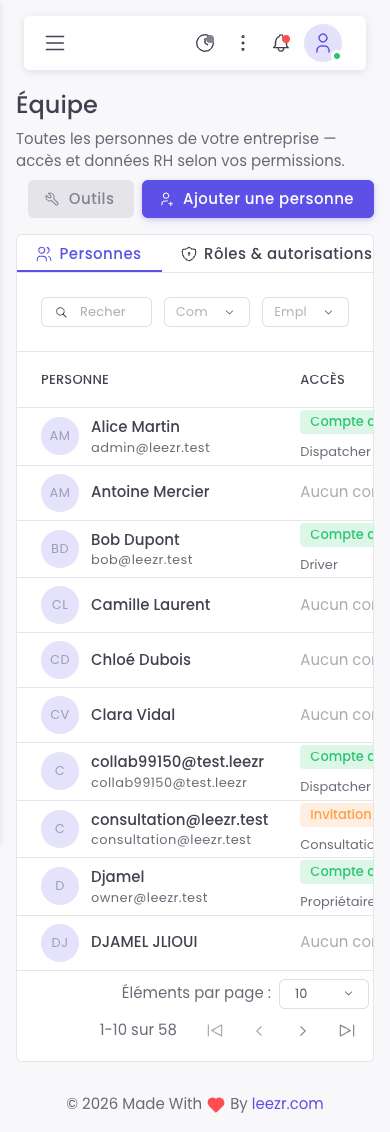 Équipe
Toutes les personnes de votre entreprise —
accès et données RH selon vos permissions.
Outils
Ajouter une personne
Personnes
Rôles & autorisations
Recher
Com
Empl
PERSONNE ACCÈS
AM Alice Martin Compte
admin@leezr.test Dispatcher
AM Antoine Mercier Aucun
BD Bob Dupont Compte
bob@leezr.test Driver
CL Camille Laurent Aucun
CD Chloé Dubois Aucun
CV Clara Vidal Aucun
C collab99150@test.leezr Compte
collab99150@test.leezr Dispatcher
C consultation@leezr.test Invitation
consultation@leezr.test Consultatio
D Djamel Compte
owner@leezr.test Propriétaire
DJ DJAMEL JLIOUI Aucun
Éléments par page : 10
1-10 sur 58
© 2026 Made With By leezr.com